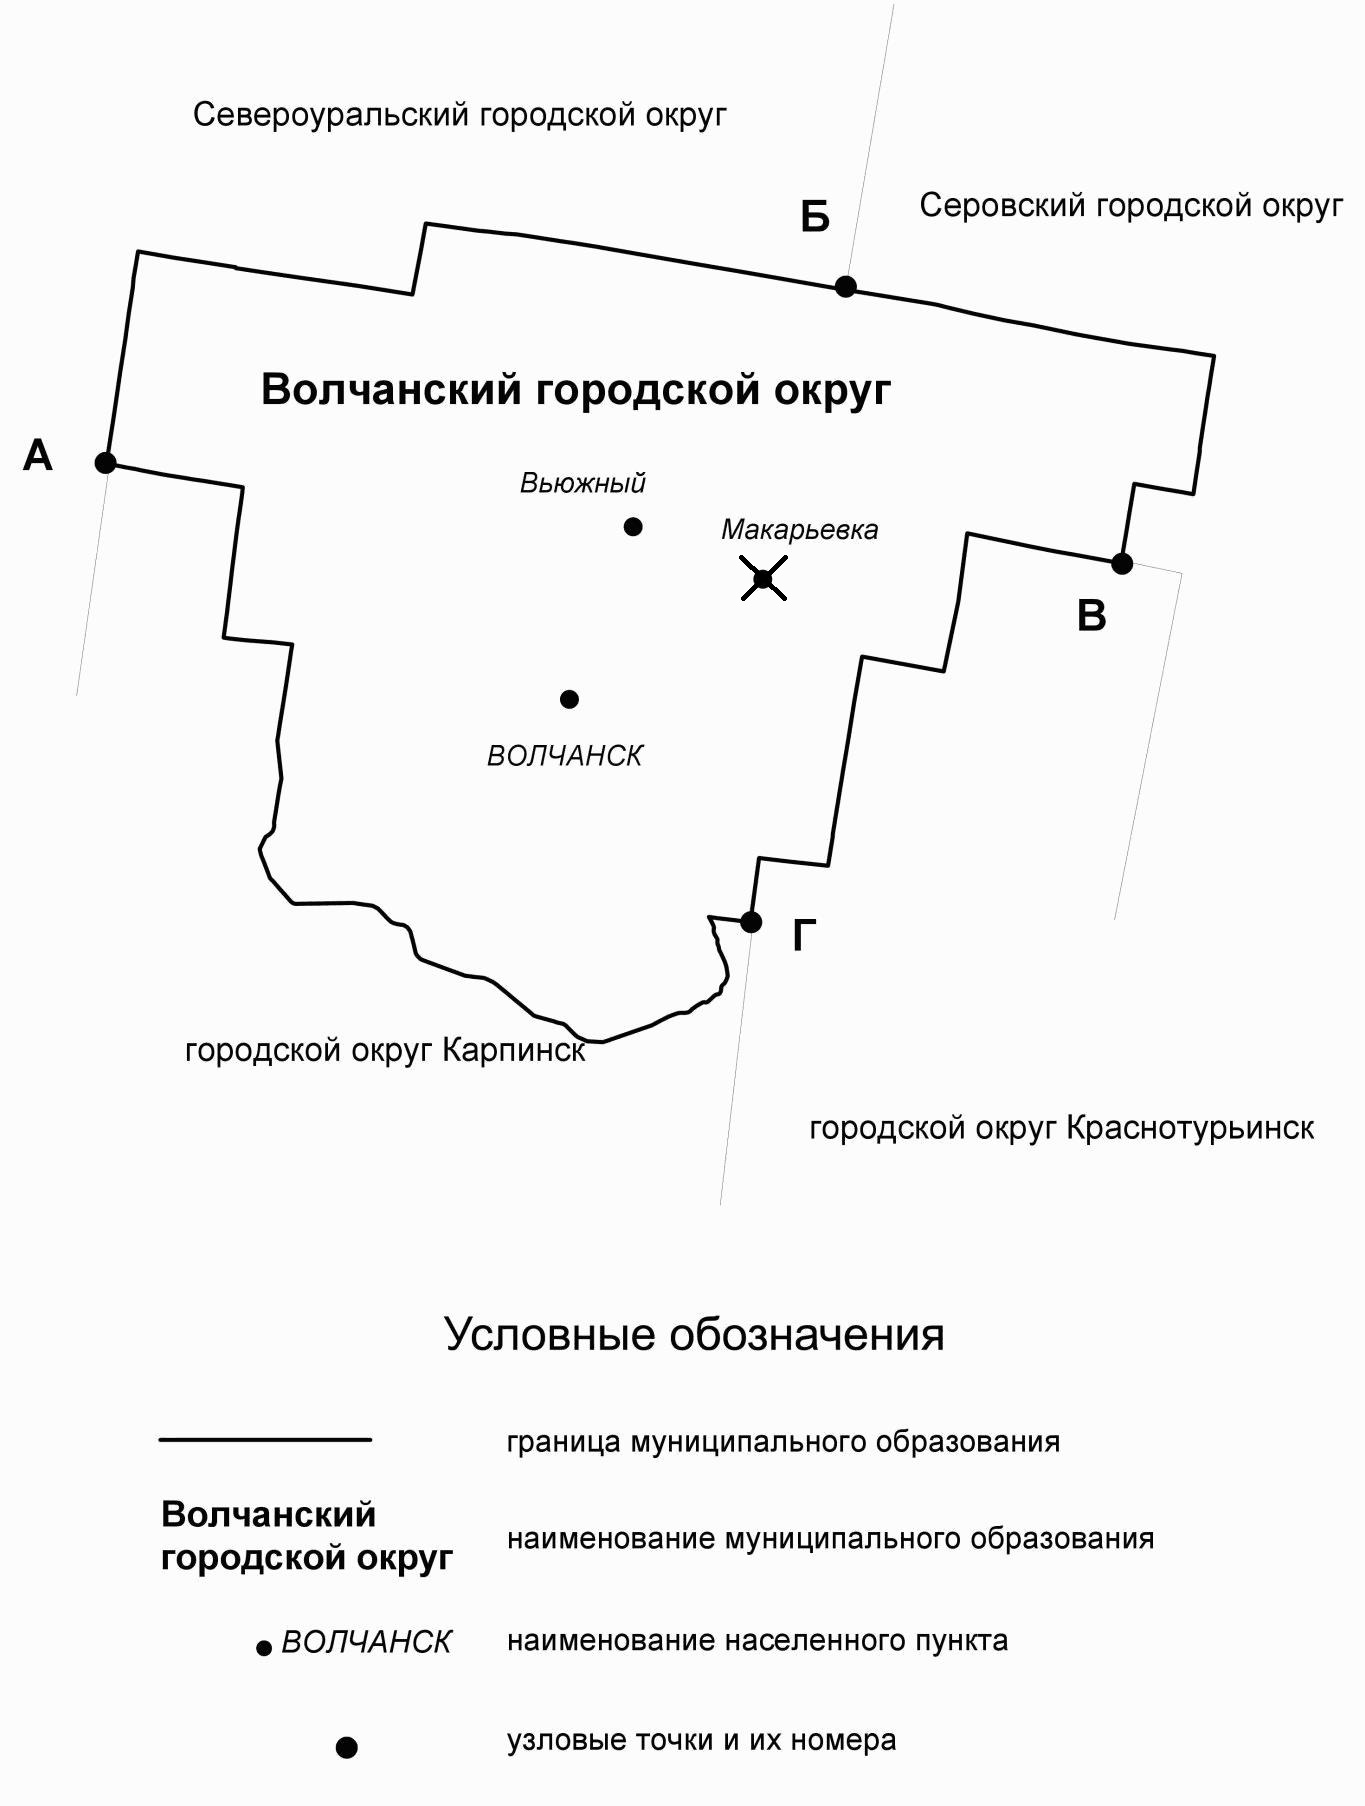 Североуральский городской округ
Серовский городской округ
Б
Волчанский городской округ
А
Вьюжный
Макарьевка
В
ВОЛЧАНСК
Г
городской округ Карпинск
городской округ Краснотурьинск
Условные обозначения
граница муниципального образования
Волчанский
городской округ
наименование муниципального образования
ВОЛЧАНСК
наименование населенного пункта
узловые точки и их номера